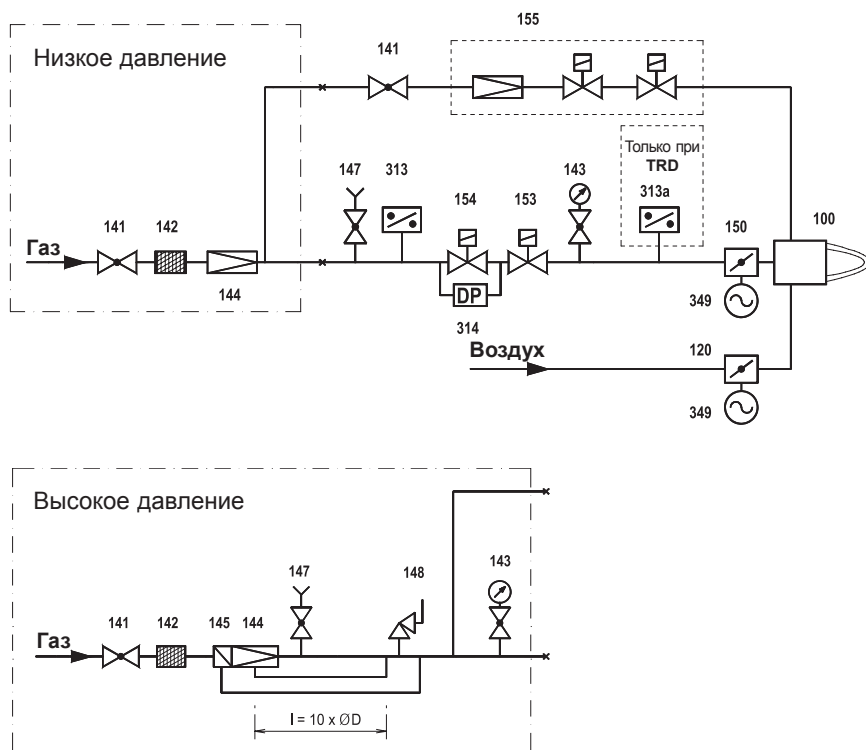 155
Низкое давление
141
Только при
TRD
147
313
143
313a
154
153
150
100
141
142
Газ
144
DP
349
314
Воздух
120
349
Высокое давление
147
148
143
141
142
145
144
Газ
l = 10 x ØD